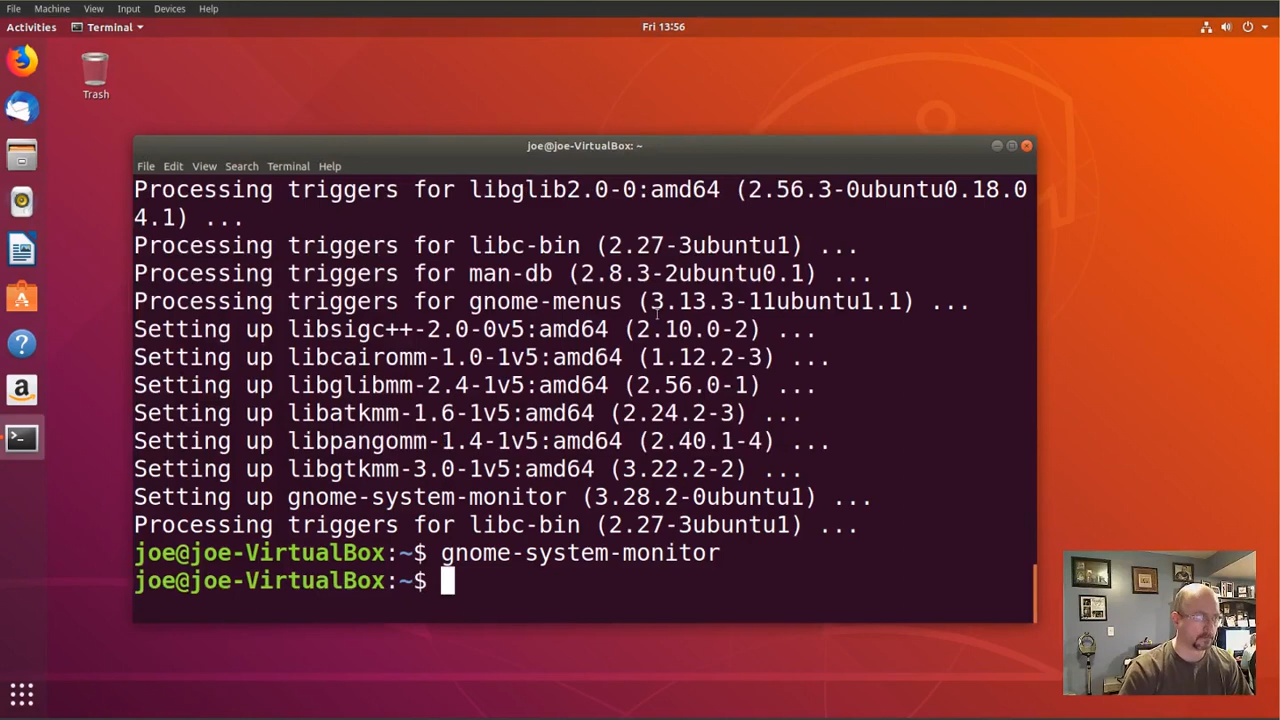 File Machine View Input Devices Help
Activities Terminal Fri 13:56
Trash
joe@joe-VirtualBox: ~
File Edit View Search Terminal Help
Processing triggers for libglib2.0-0:amd64 (2.56.3-0ubuntu0.18.0
4.1) ...
Processing triggers for libc-bin (2.27-3ubuntu1) ...
Processing triggers for man-db (2.8.3-2ubuntu0.1) ...
Processing triggers for gnome-menus (3.13.3-11ubuntu1.1) ...
Setting up libsigc++-2.0-0v5:amd64 (2.10.0-2) ...
Setting up libcairomm-1.0-1v5:amd64 (1.12.2-3) ...
Setting up libglibmm-2.4-1v5:amd64 (2.56.0-1) ...
Setting up libatkmm-1.6-1v5:amd64 (2.24.2-3) ...
Setting up libpangomm-1.4-1v5:amd64 (2.40.1-4) ...
Setting up libgtkmm-3.0-1v5:amd64 (3.22.2-2) ...
Setting up gnome-system-monitor (3.28.2-0ubuntu1) ...
Processing triggers for libc-bin (2.27-3ubuntu1) ...
joe@joe-VirtualBox:~$ gnome-system-monitor
joe@joe-VirtualBox:~$